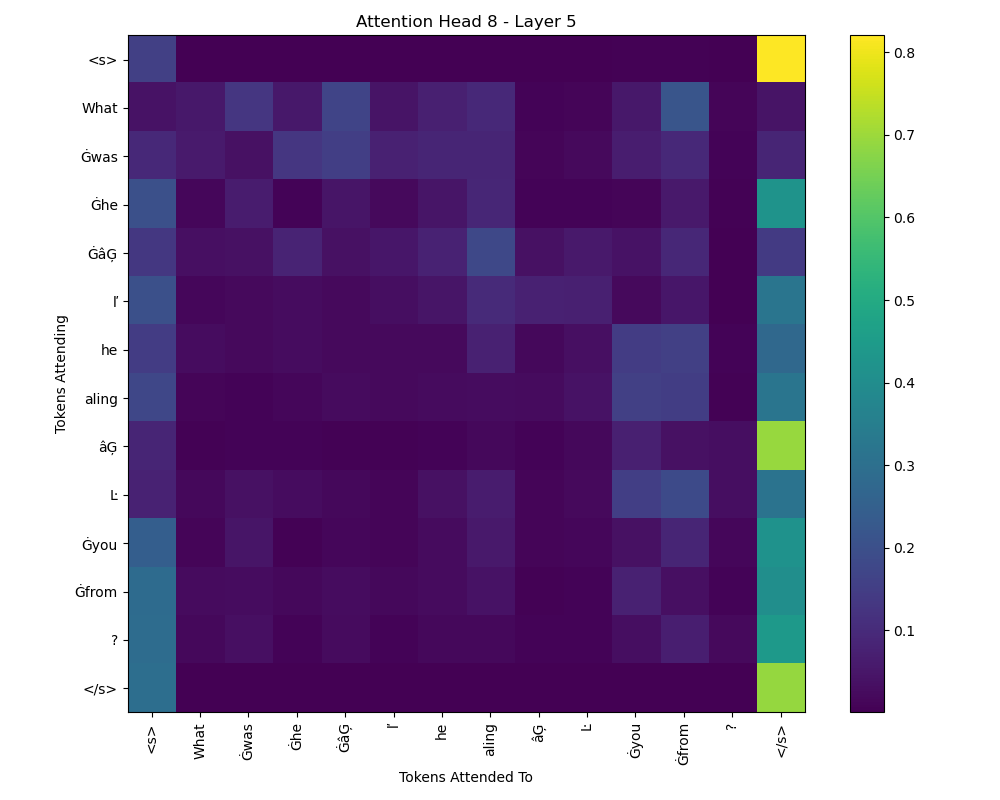 Attention Head 8 - Layer 5
Tokens Attending
<s>
What
Ġwas
Ġhe
ĠâĢ
ľ
he
aling
âĢ
Ŀ
Ġyou
Ġfrom
?
</s>
<s>
What
Ġwas
Ġhe
ĠâĢ
ľ
he
aling
âĢ
Ŀ
Ġyou
Ġfrom
?
</s>
Tokens Attended To
0.8
0.7
0.6
0.5
0.4
0.3
0.2
0.1